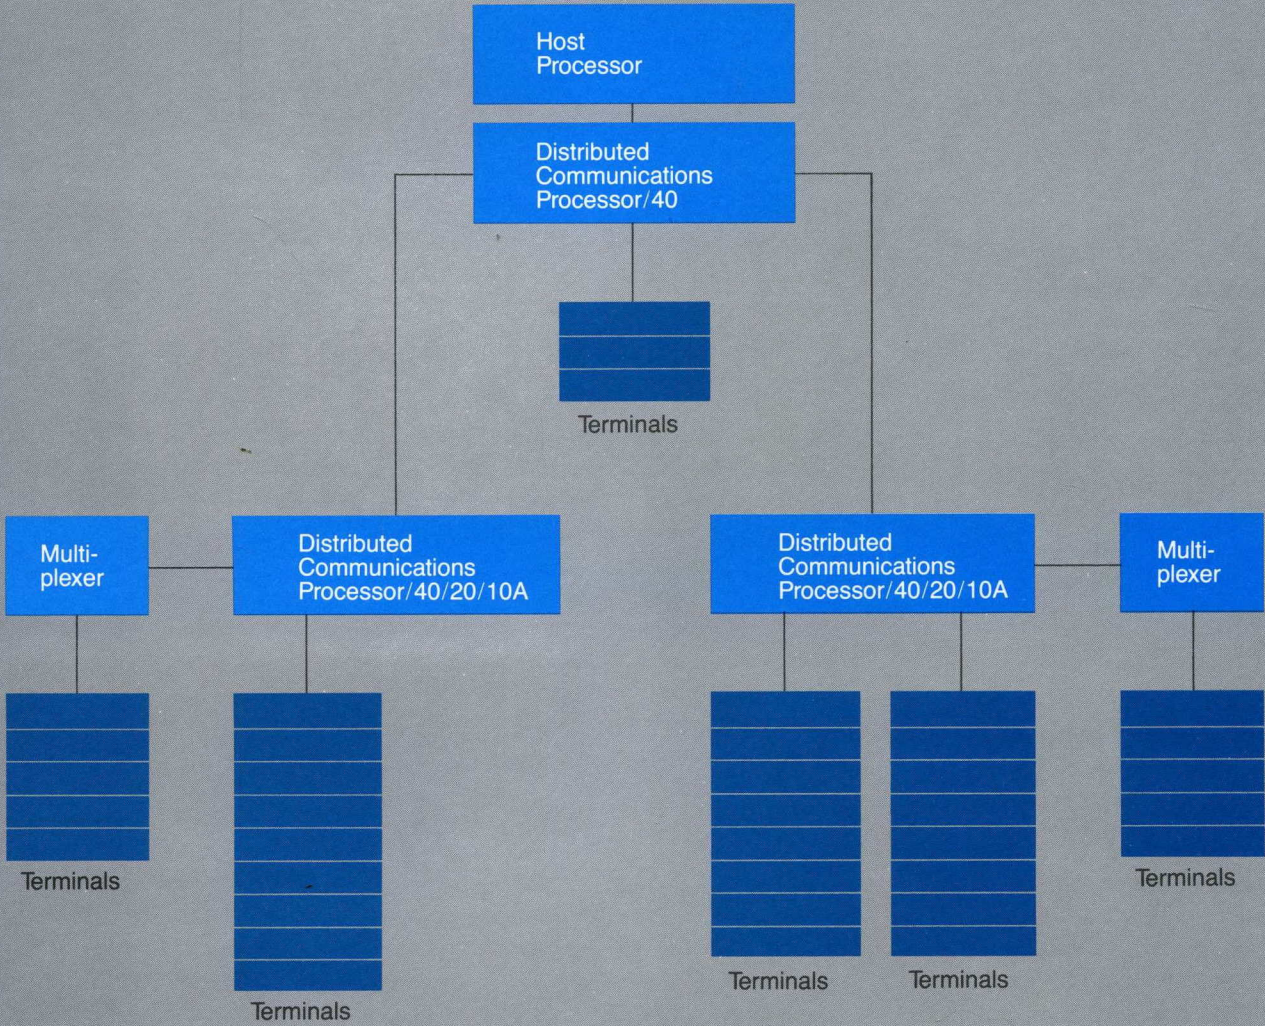 Host
Processor
Distributed
Communications
Processor/40
Terminals
Multi-
plexer
Distributed
Communications
Processor/40/20/10A
Distributed
Communications
Processor/40/20/10A
Multi-
plexer
Terminals
Terminals
Terminals
Terminals
Terminals